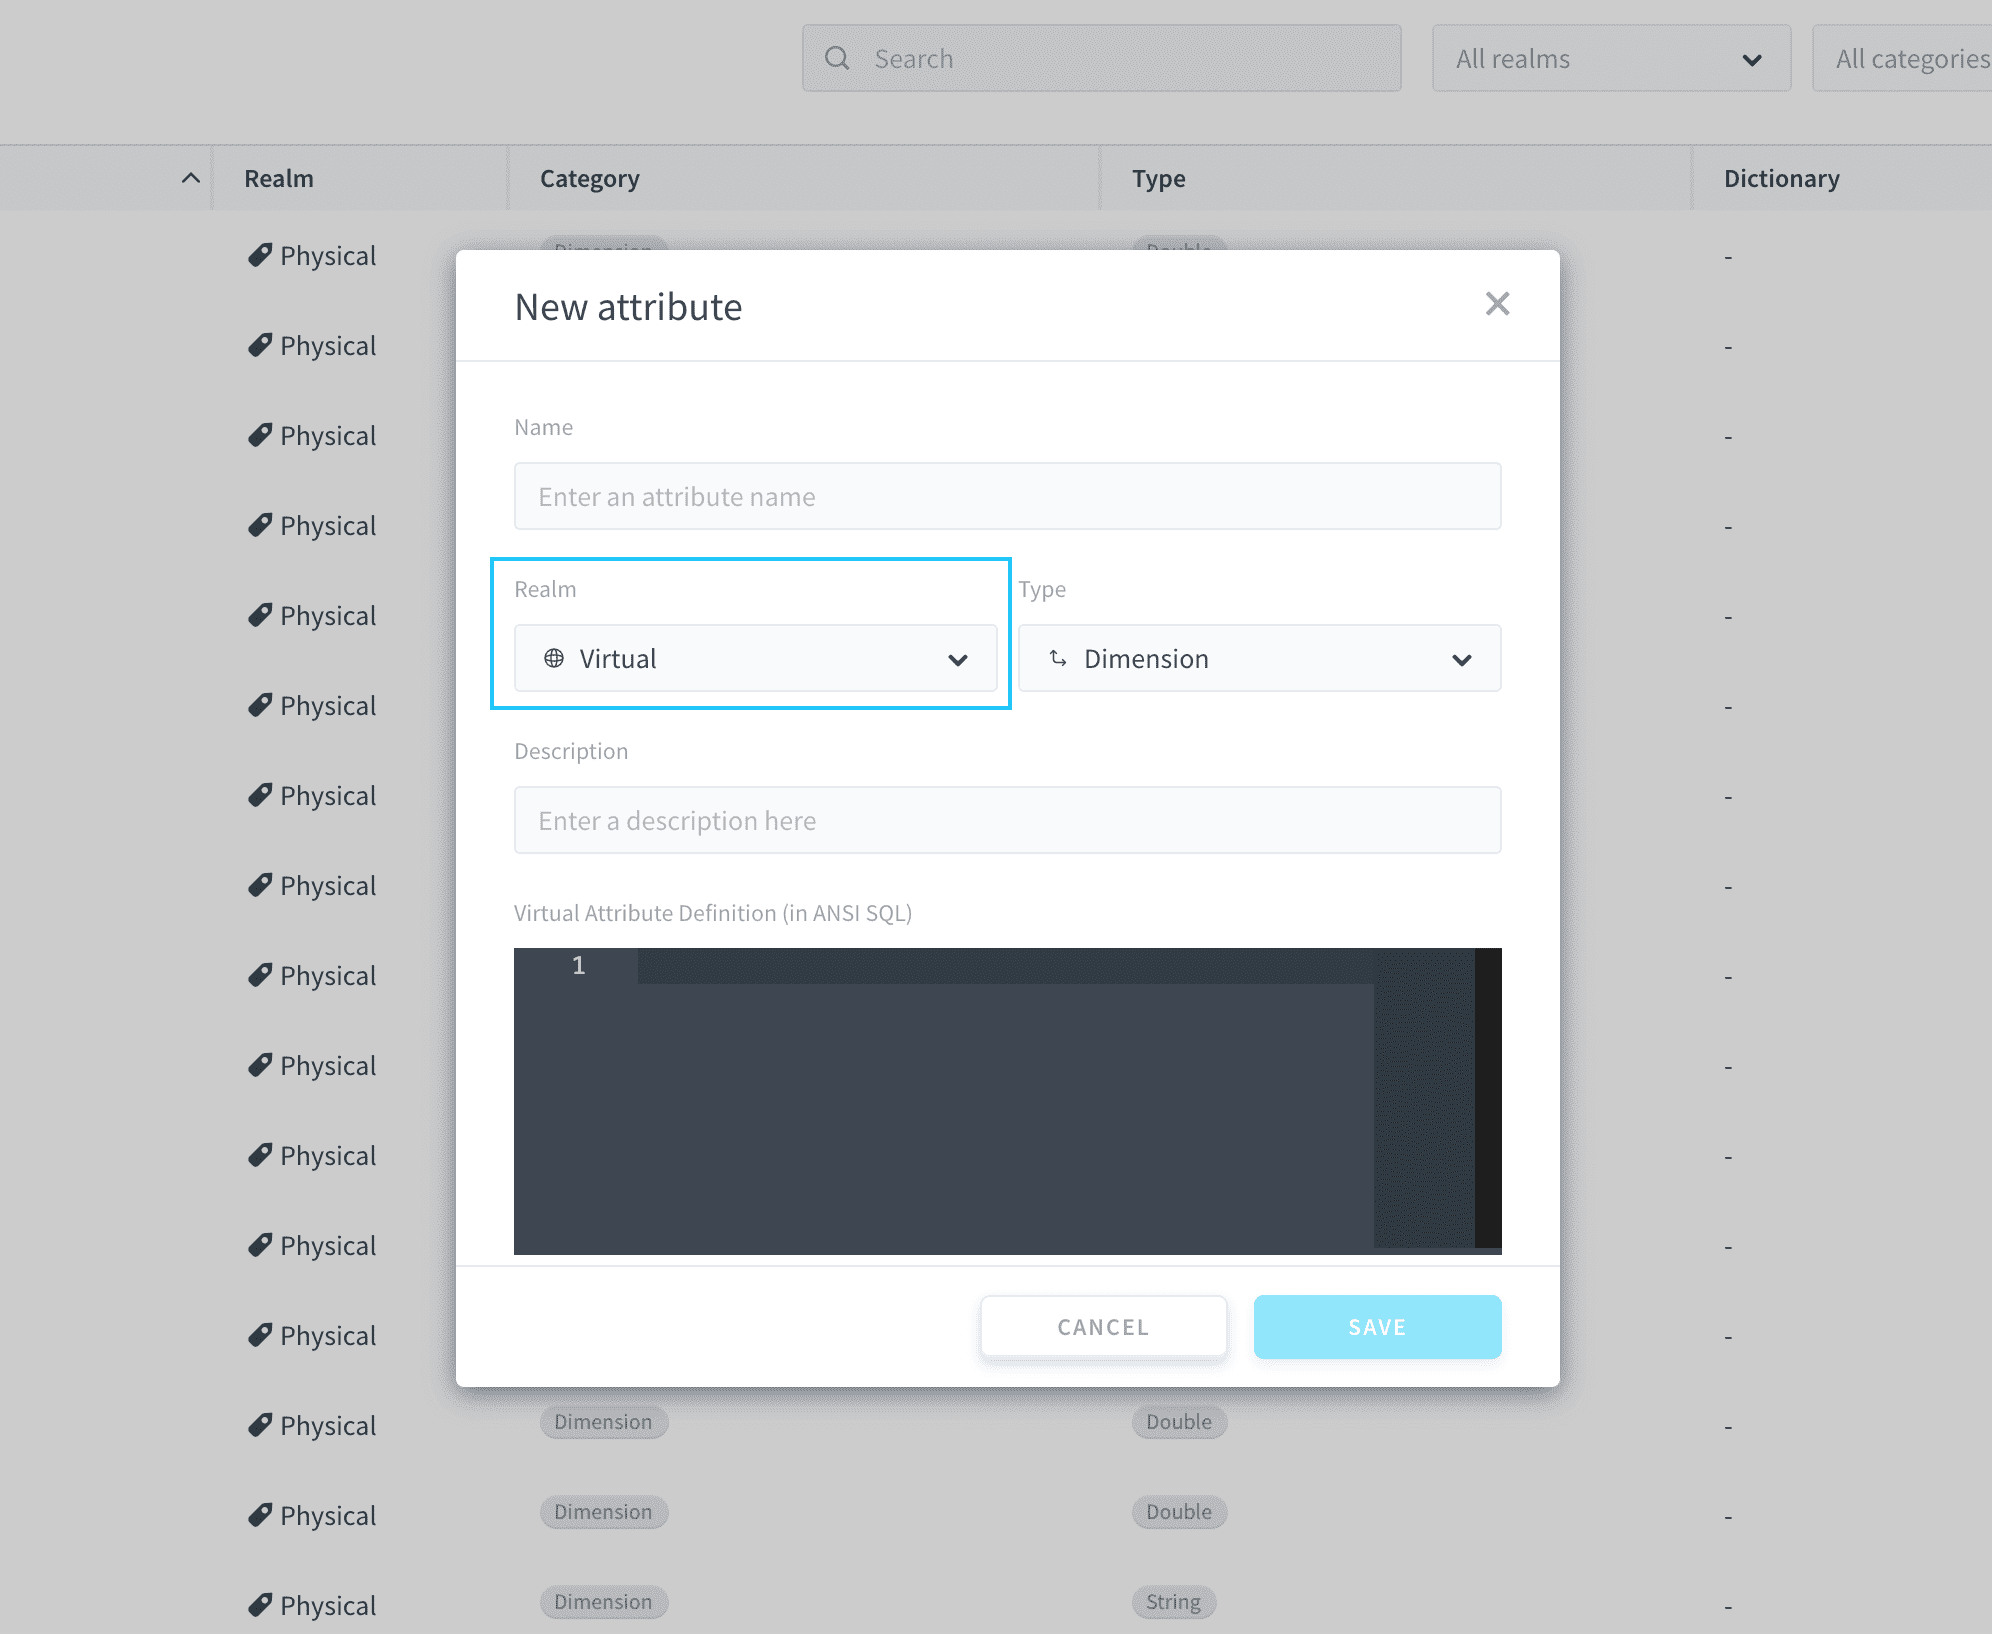 Search
All realms
All categories
Realm
Category
Type
Dictionary
Physical
Dimension
Double
-
Physical
-
Physical
-
Physical
-
Physical
-
Physical
-
Physical
-
Physical
-
Physical
-
Physical
-
Physical
-
Physical
-
Physical
-
New attribute
Name
Enter an attribute name
Realm
Type
Virtual
Dimension
Description
Enter a description here
Virtual Attribute Definition (in ANSI SQL)
1
CANCEL
SAVE
Physical
Dimension
Double
-
Physical
Dimension
Double
-
Physical
Dimension
String
-